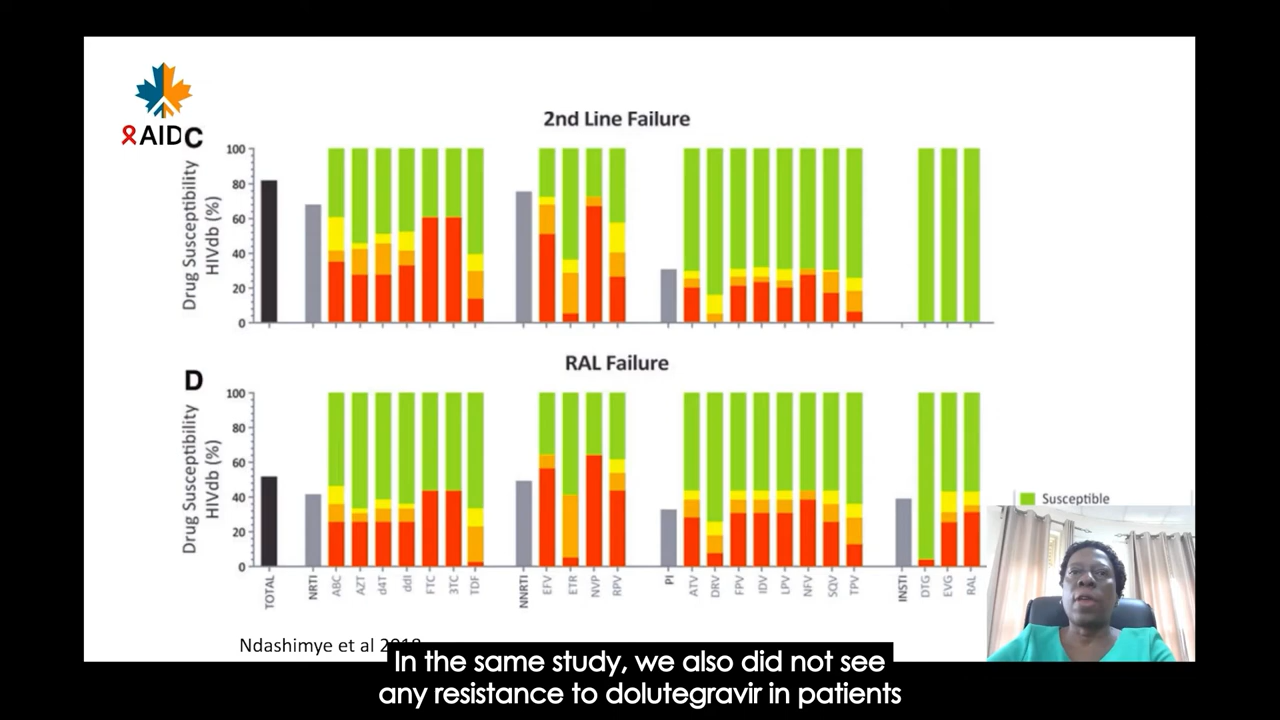 AIDC
2nd Line Failure
Drug Susceptibility
HIVdb (%)
100
80
60
40
20
0
D
RAL Failure
Drug Susceptibility
HIVdb (%)
100
80
60
40
20
0
TOTAL
NRTI
ABC
AZT
d4T
ddI
FTC
3TC
TDF
NNRTI
EFV
ETR
NVP
RPV
PI
ATV
DRV
FPV
IDV
LPV
NFV
SQV
TPV
INSTI
DTG
EVG
RAL
Susceptible
Ndashimye et al
In the same study, we also did not see
any resistance to dolutegravir in patients